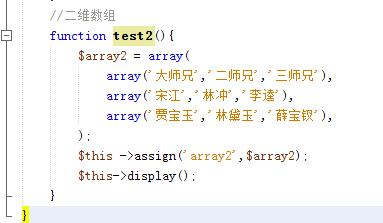 //二维数组
function test2(){
$array2 = array(
array('大师兄','二师兄','三师兄'),
array('宋江','林冲','李逵'),
array('贾宝玉','林黛玉','薛宝钗'),
);
$this ->assign('array2',$array2);
$this->display();
}
}